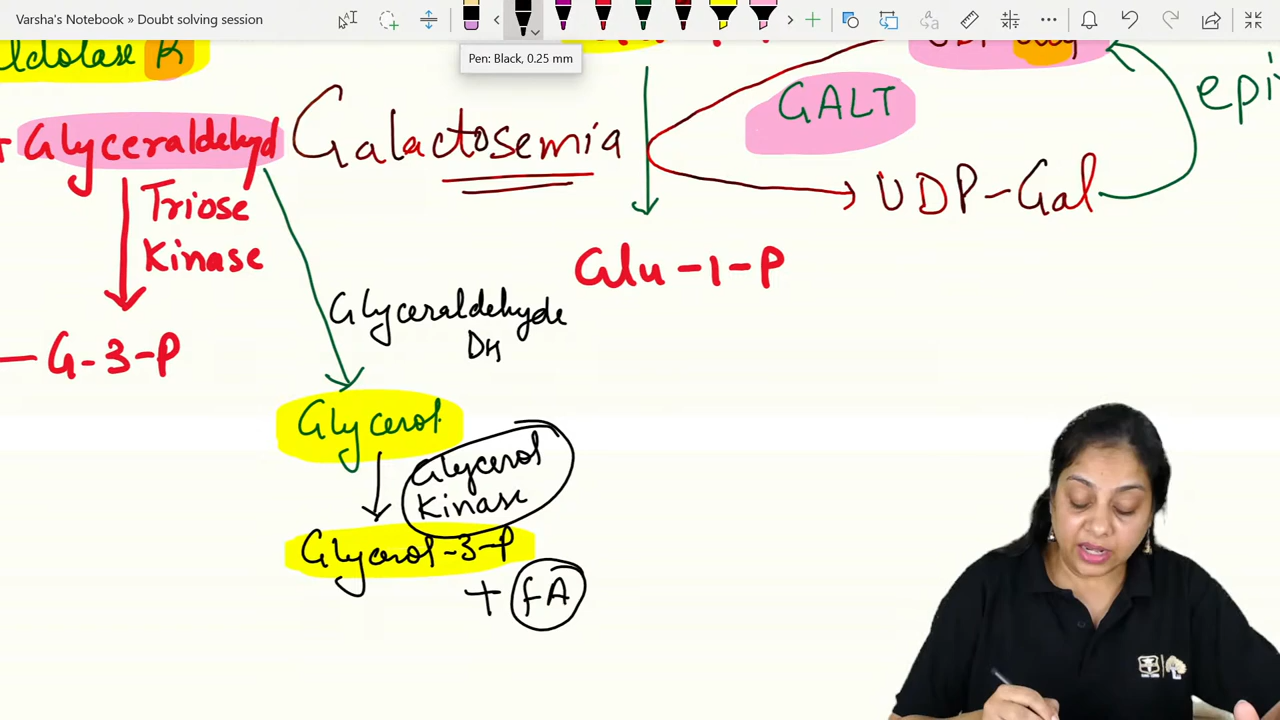 Varsha's Notebook » Doubt solving session
Pen: Black, 0.25 mm
aldolase B
Glyceraldehyd
Triose
Kinase
G-3-P
Galactosemia
GALT
epi
UDP-Gal
Glu-1-P
Glyceraldehyde
DH
Glycerol
Glycerol
Kinase
Glycerol-3-P
+ fA